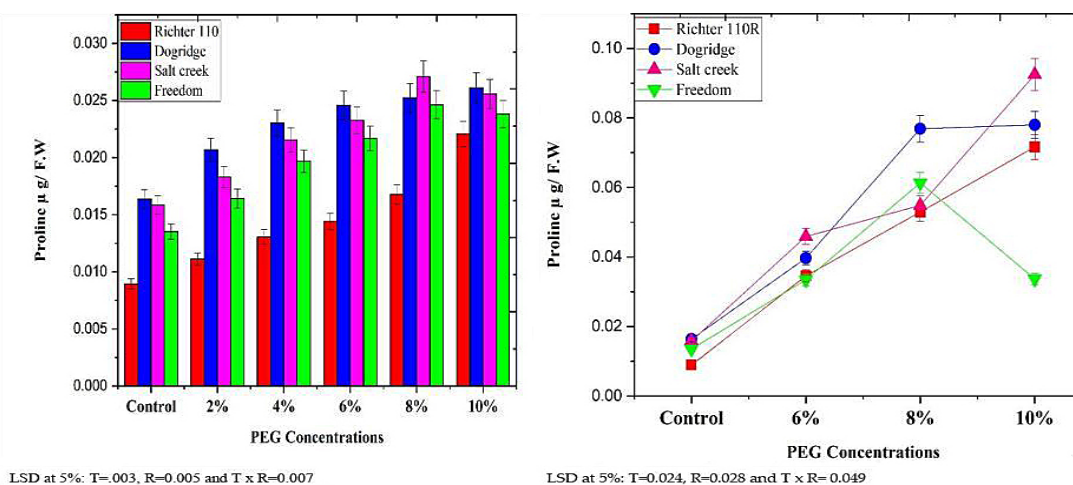 0.030
0.025
0.020
0.015
0.010
0.005
0.000
Proline µ g/ F.W
Richter 110
Dogridge
Salt creek
Freedom
Control 2% 4% 6% 8% 10%
PEG Concentrations
LSD at 5%: T=.003, R=0.005 and T x R=0.007
0.10
0.08
0.06
0.04
0.02
0.00
Proline µ g/ F.W
Richter 110R
Dogridge
Salt creek
Freedom
Control 6% 8% 10%
PEG Concentrations
LSD at 5%: T=0.024, R=0.028 and T x R= 0.049